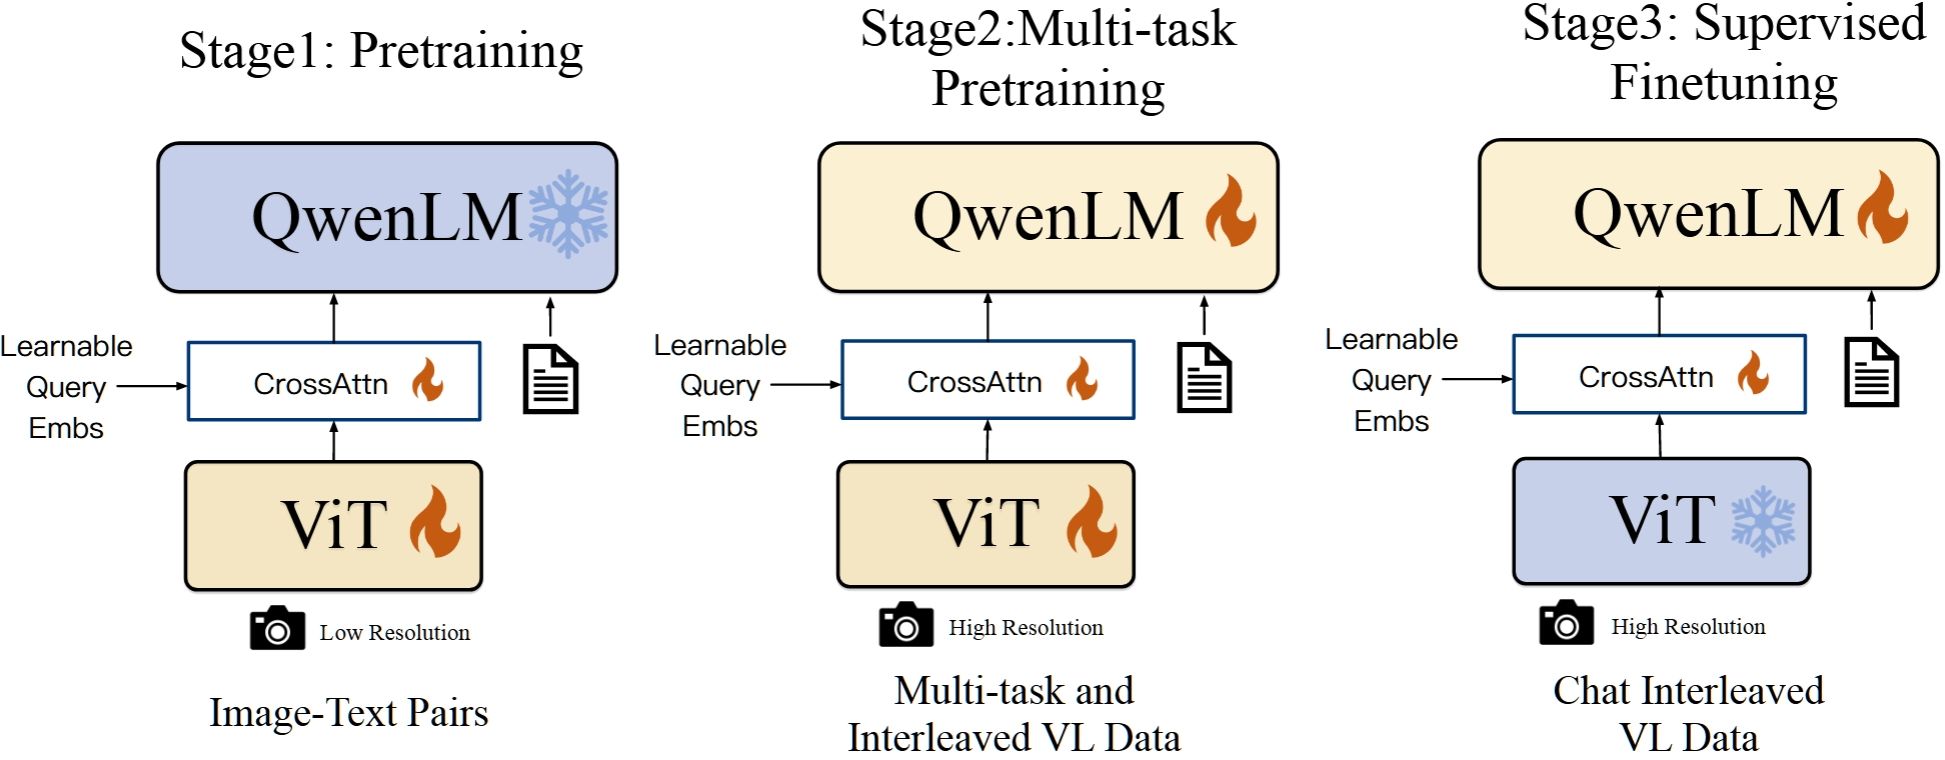 Stage1: Pretraining
QwenLM
Learnable
Query
Embs
CrossAttn
ViT
Low Resolution
Image-Text Pairs
Stage2:Multi-task
Pretraining
QwenLM
Learnable
Query
Embs
CrossAttn
ViT
High Resolution
Multi-task and
Interleaved VL Data
Stage3: Supervised
Finetuning
QwenLM
Learnable
Query
Embs
CrossAttn
ViT
High Resolution
Chat Interleaved
VL Data